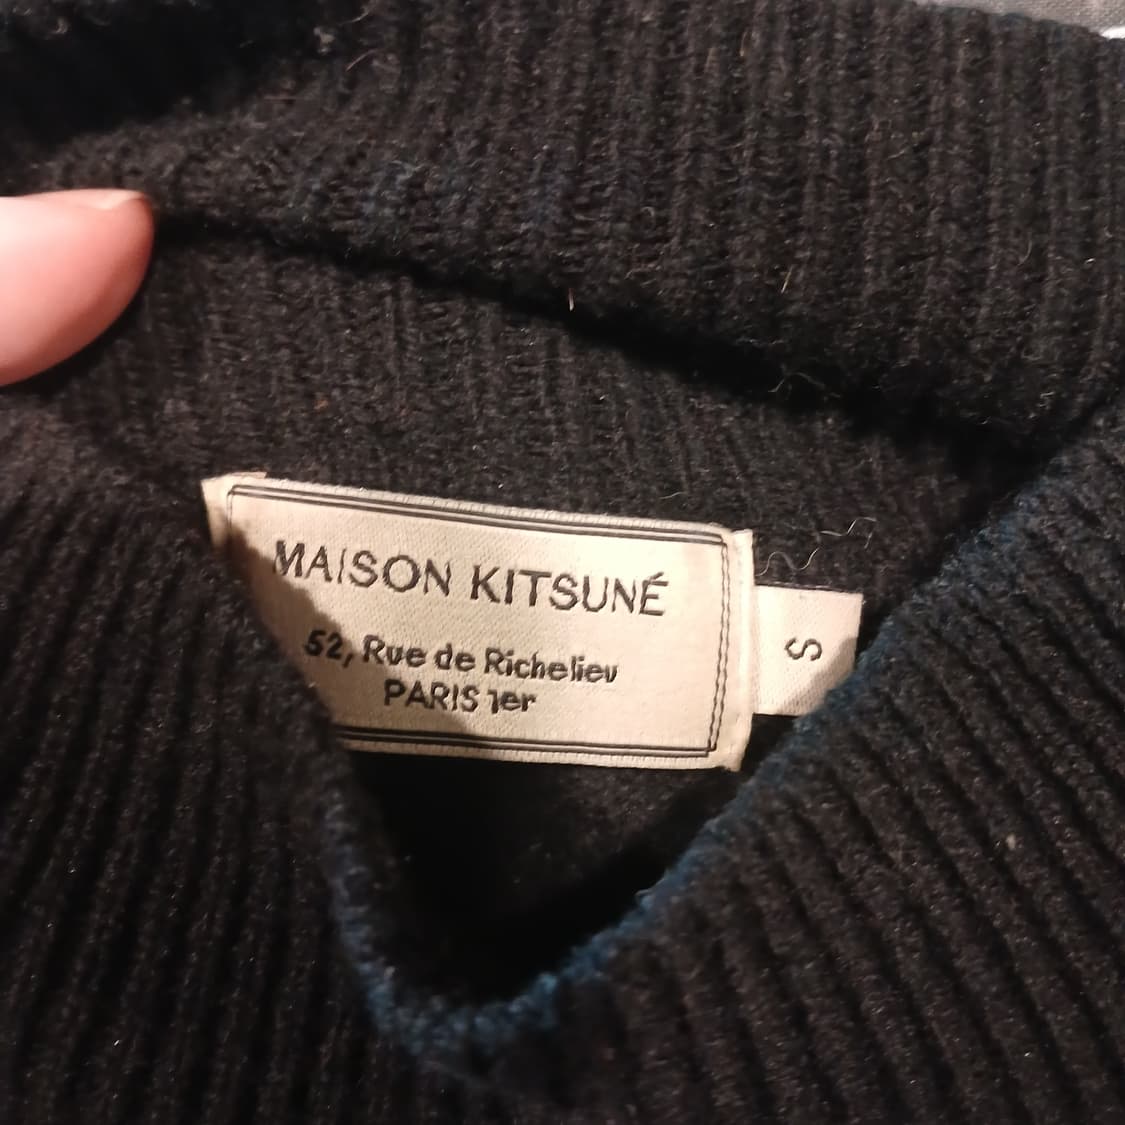 MAISON KITSUNÉ
52, Rue de Richelieu
PARIS 1er
S